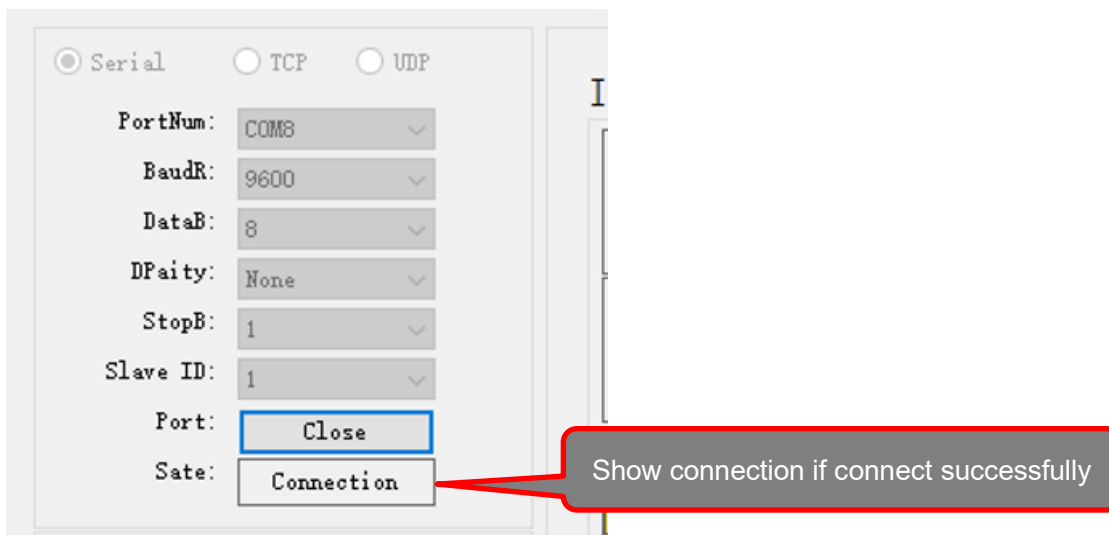 Serial TCP UDP
I
PortNum: COM8
BaudR: 9600
DataB: 8
DPaity: None
StopB: 1
Slave ID: 1
Port: Close
Sate: Connection
Show connection if connect successfully